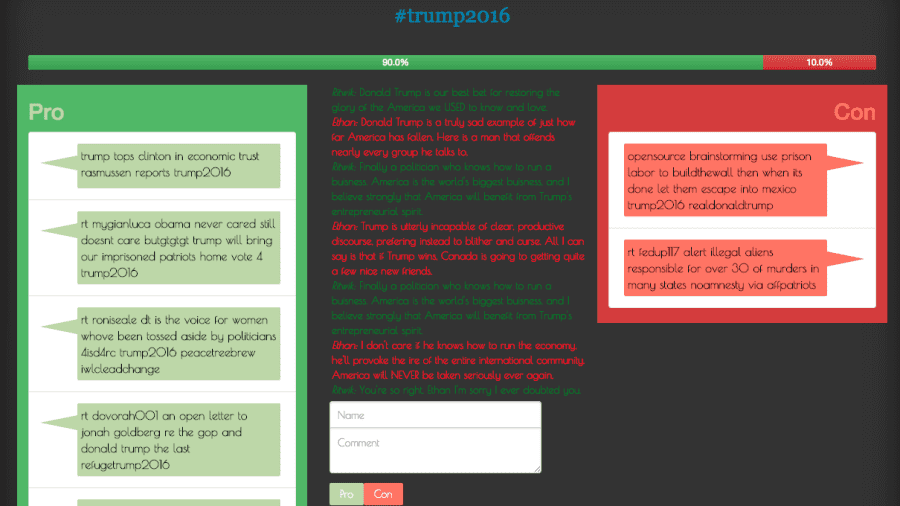 #trump2016
90.0%
10.0%
Pro
trump tops clinton in economic trust
rasmussen reports trump2016
rt mygianluca obama never cared still
doesnt care butgtgtgt trump will bring
our imprisoned patriots home vote 4
trump2016
rt roniseale dt is the voice for women
whove been tossed aside by politicians
4isd4rc trump2016 peacetreebrew
iwlcleadchange
rt dovorah001 an open letter to
jonah goldberg re the gop and
donald trump the last
refugetrump2016
Donald Trump is our best bet for restoring the
glory of the America we USED to know and love.
Ethan: Donald Trump is a truly sad example of just how
far America has fallen. Here is a man that offends
nearly every group he talks to.
Finally a politician who knows how to run a
business. America is the world's biggest business, and I
believe strongly that America will benefit from Trump's
entrepreneurial spirit.
Ethan: Trump is utterly incapable of clear, productive
discourse, prefering instead to blither and curse. All I can
say is that if Trump wins, Canada is going to getting quite
a few nice new friends.
Finally a politician who knows how to run a
business. America is the world's biggest business, and I
believe strongly that America will benefit from Trump's
entrepreneurial spirit.
Ethan: I don't care if he knows how to run the economy,
he'll provoke the ire of the entire international community.
America will NEVER be taken seriously ever again.
You're so right, Ethan. I'm sorry I ever doubted you.
Name
Comment
Pro
Con
Con
opensource brainstorming use prison
labor to buildthewall then when its
done let them escape into mexico
trump2016 realdonaldtrump
rt fedup117 alert illegal aliens
responsible for over 30 of murders in
many states noamnesty via affpatriots